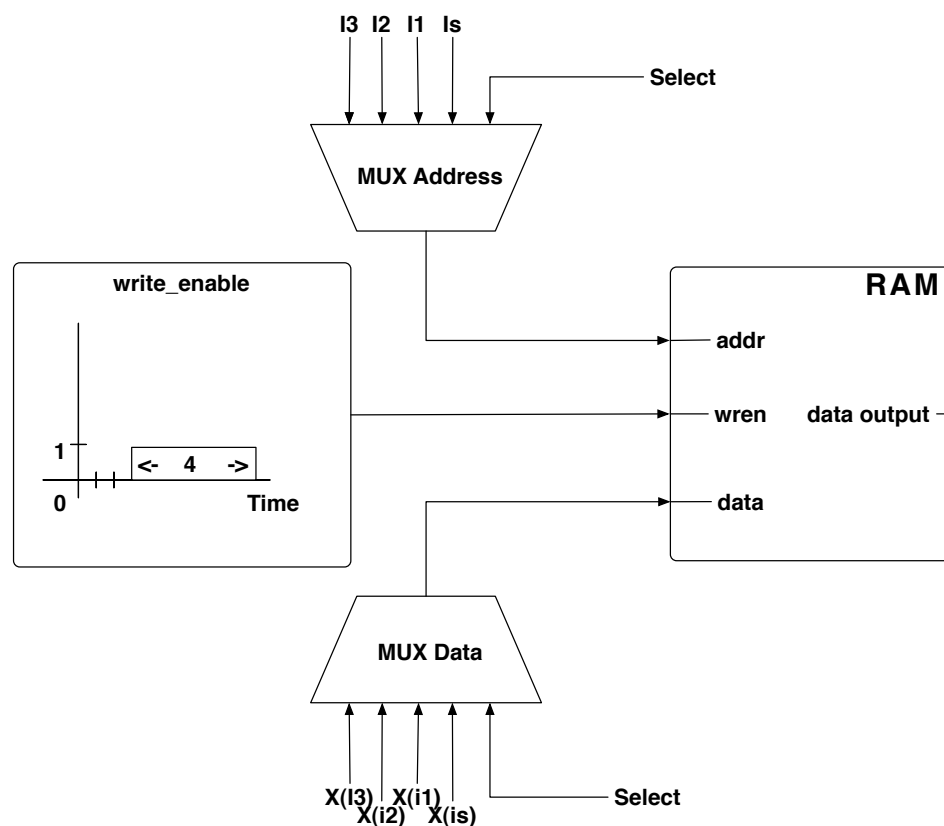 I3 I2 I1 Is
Select
MUX Address
write_enable
RAM
addr
1
wren data output
<- 4 ->
0 Time
data
MUX Data
X(I3) X(i1)
X(i2) X(is)
Select